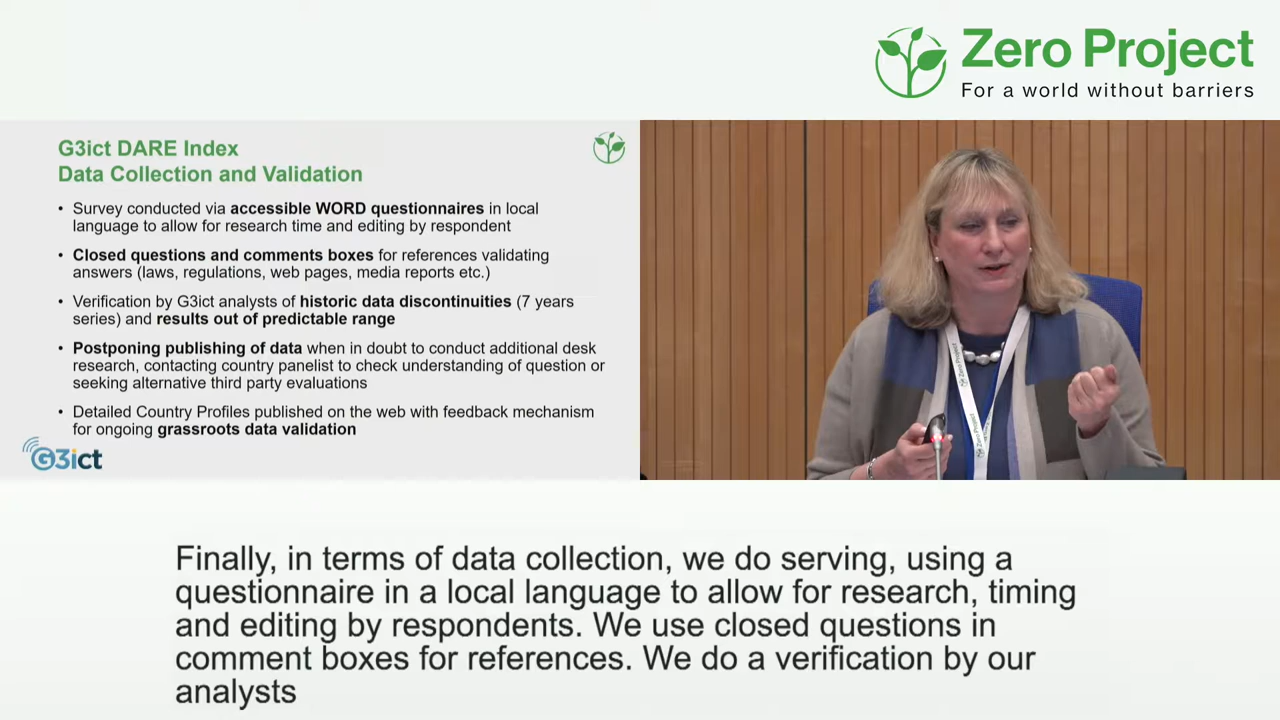 Zero Project
For a world without barriers
G3ict DARE Index
Data Collection and Validation
• Survey conducted via accessible WORD questionnaires in local
language to allow for research time and editing by respondent
• Closed questions and comments boxes for references validating
answers (laws, regulations, web pages, media reports etc.)
• Verification by G3ict analysts of historic data discontinuities (7 years
series) and results out of predictable range
• Postponing publishing of data when in doubt to conduct additional desk
research, contacting country panelist to check understanding of question or
seeking alternative third party evaluations
• Detailed Country Profiles published on the web with feedback mechanism
for ongoing grassroots data validation
G3ict
Zero Project
Finally, in terms of data collection, we do serving, using a
questionnaire in a local language to allow for research, timing
and editing by respondents. We use closed questions in
comment boxes for references. We do a verification by our
analysts